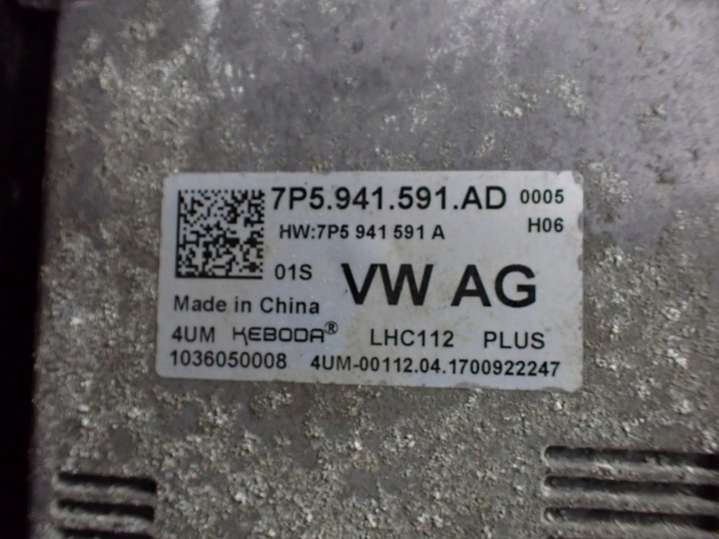 7P5.941.591.AD 0005
HW:7P5 941 591 A H06
01S VW AG
Made in China
4UM KEBODA® LHC112 PLUS
1036050008 4UM-00112.04.1700922247